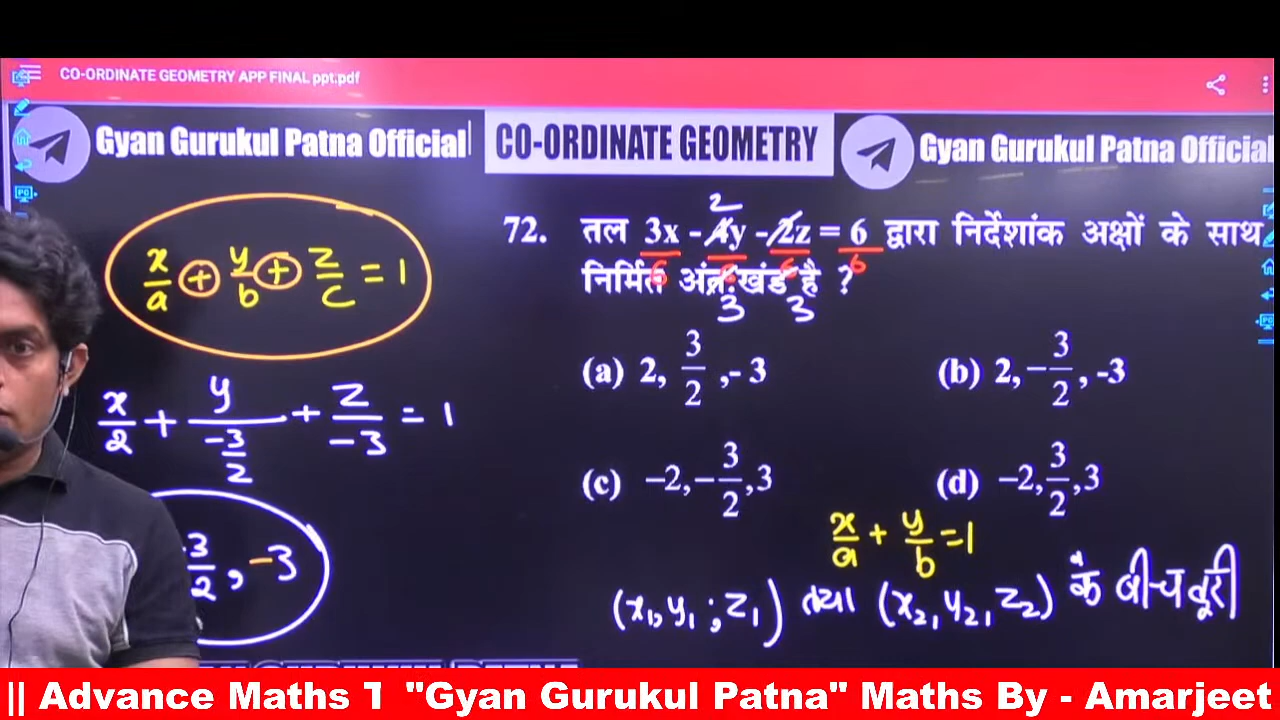 CO-ORDINATE GEOMETRY APP FINAL ppt.pdf
Gyan Gurukul Patna Official
CO-ORDINATE GEOMETRY
Gyan Gurukul Patna Official
72. तल 3x - 4y - 2z = 6 द्वारा निर्देशांक अक्षों के साथ
निर्मित अंत:खंड है ?
(a) 2, 3/2 ,- 3
(b) 2, -3/2 , -3
(c) -2, -3/2, 3
(d) -2, 3/2, 3
x/a + y/b + z/c = 1
x/2 + y/(-3/2) + z/-3 = 1
3/2, -3
x/a + y/b = 1
(x₁, y₁ ; z₁) तथा (x₂, y₂, z₂) के बीच दूरी
|| Advance Maths "Gyan Gurukul Patna" Maths By - Amarjeet